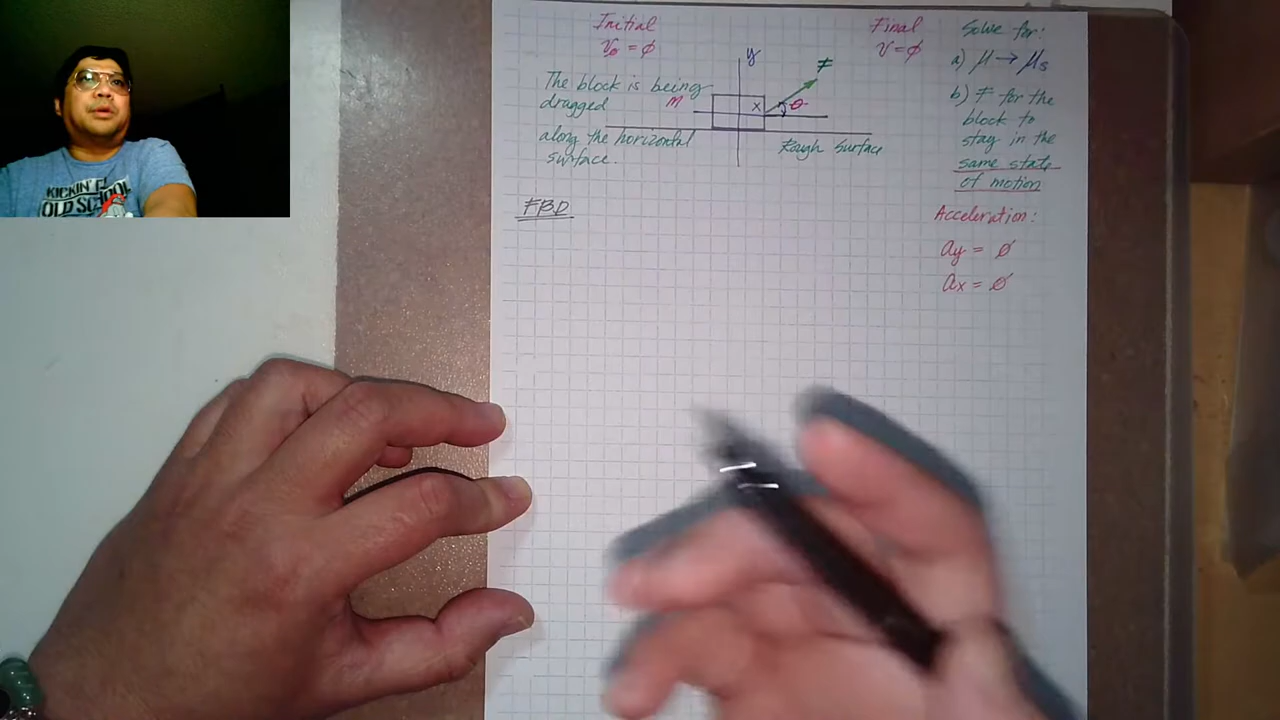 Initial
v₀ = ϕ
The block is being
dragged
along the horizontal
surface.
M
y
x
F
θ
Rough Surface
Final
v = ϕ
Solve for:
a) μ → μs
b) F for the
block to
stay in the
same state
of motion
Acceleration:
ay = ∅
ax = ∅
FBD
KICKIN' I
OLD SCHOOL